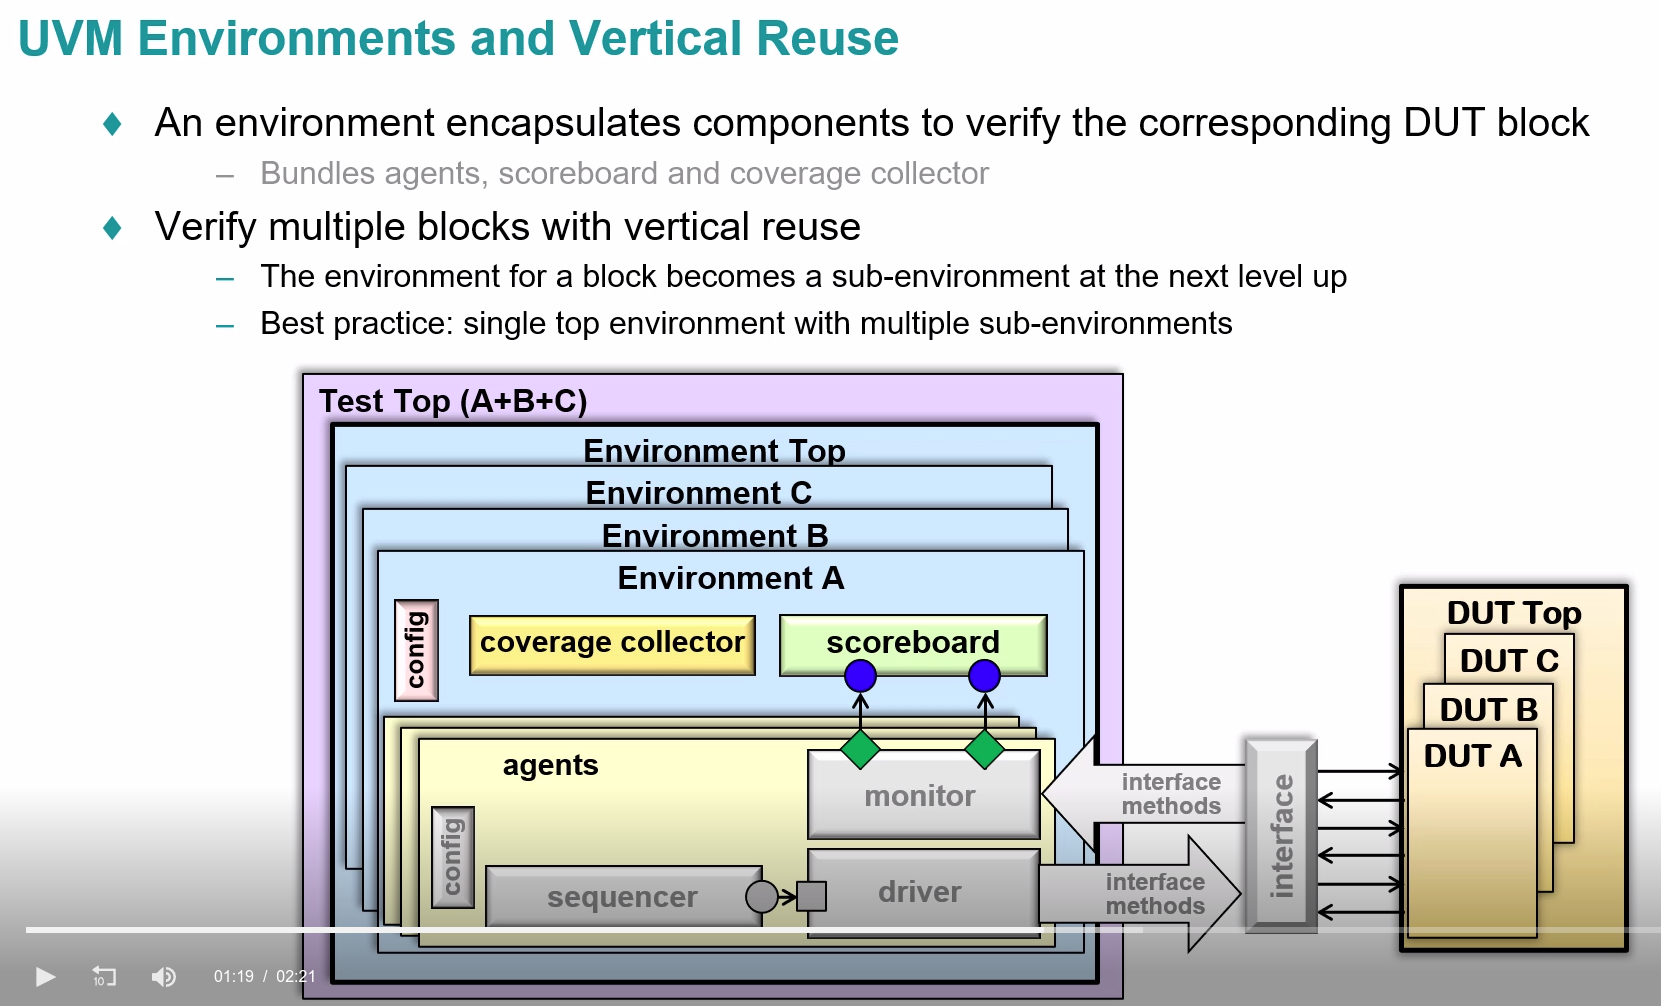 UVM Environments and Vertical Reuse
An environment encapsulates components to verify the corresponding DUT block
– Bundles agents, scoreboard and coverage collector
Verify multiple blocks with vertical reuse
– The environment for a block becomes a sub-environment at the next level up
– Best practice: single top environment with multiple sub-environments
Test Top (A+B+C)
Environment Top
Environment C
Environment B
Environment A
config
coverage collector
scoreboard
agents
monitor
config
sequencer
driver
interface
methods
interface
methods
interface
DUT Top
DUT C
DUT B
DUT A
10
01:19 / 02:21